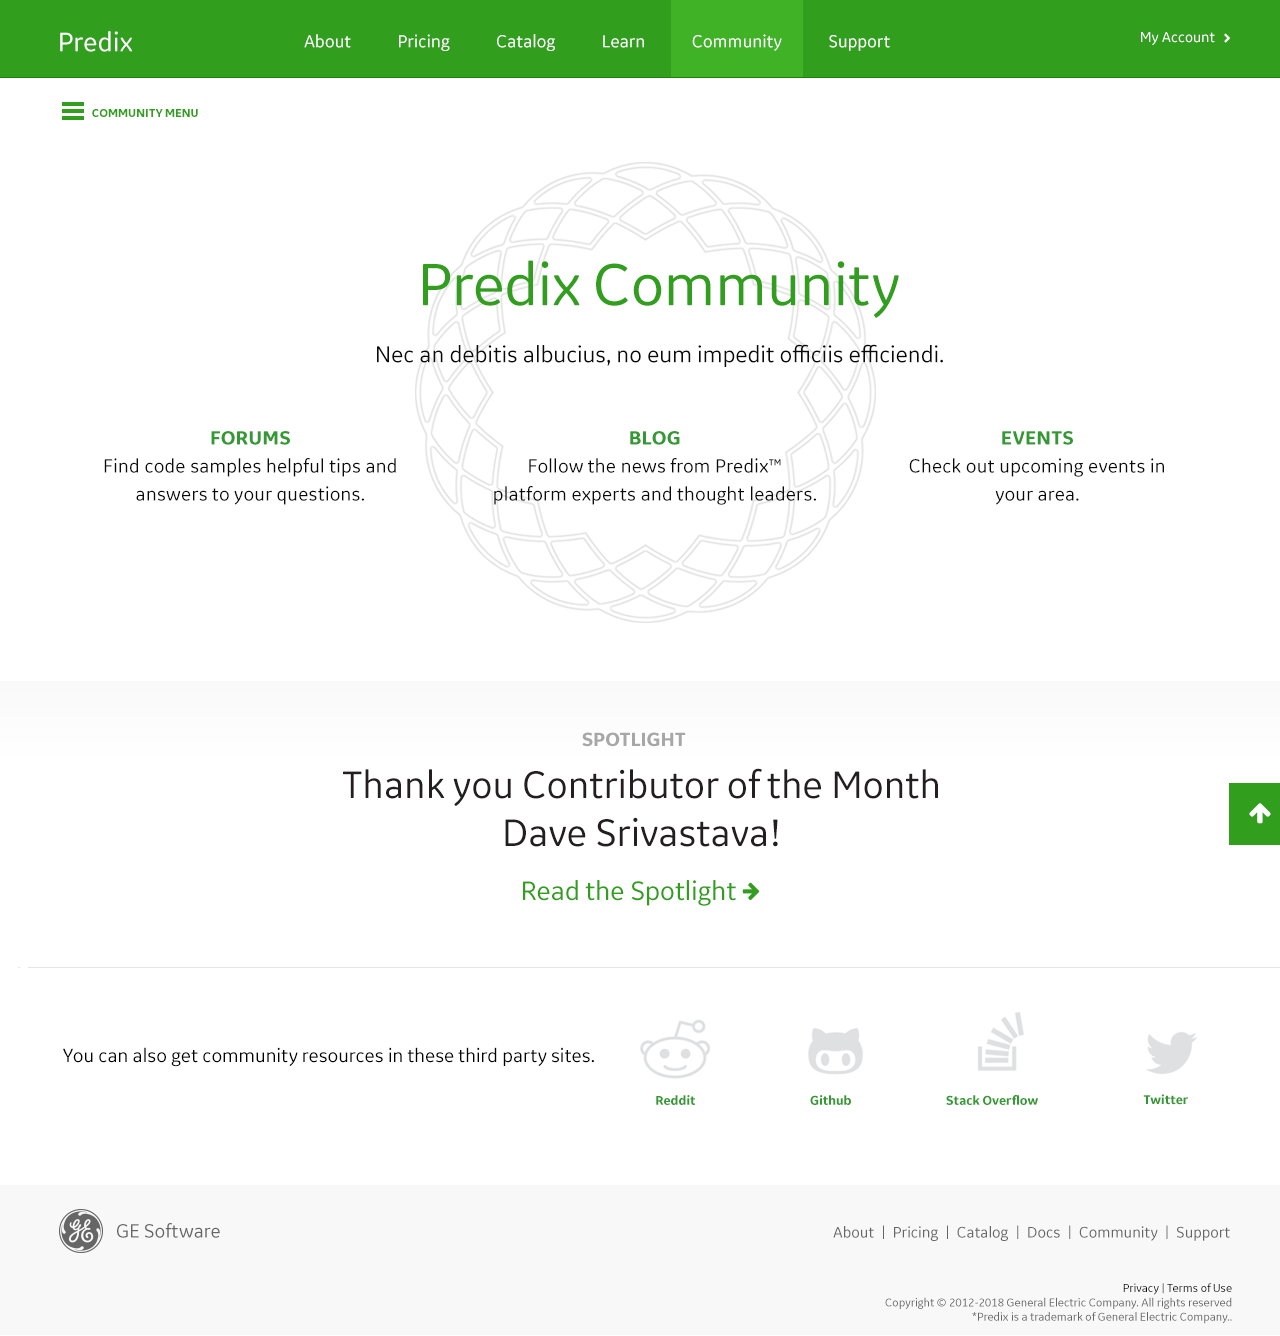 Predix
About
Pricing
Catalog
Learn
Community
Support
My Account
COMMUNITY MENU
Predix Community
Nec an debitis albucius, no eum impedit officiis efficiendi.
FORUMS
Find code samples helpful tips and
answers to your questions.
BLOG
Follow the news from Predix™
platform experts and thought leaders.
EVENTS
Check out upcoming events in
your area.
SPOTLIGHT
Thank you Contributor of the Month
Dave Srivastava!
Read the Spotlight
You can also get community resources in these third party sites.
Reddit
Github
Stack Overflow
Twitter
GE
GE Software
About | Pricing | Catalog | Docs | Community | Support
Privacy | Terms of Use
Copyright © 2012-2018 General Electric Company. All rights reserved
*Predix is a trademark of General Electric Company..